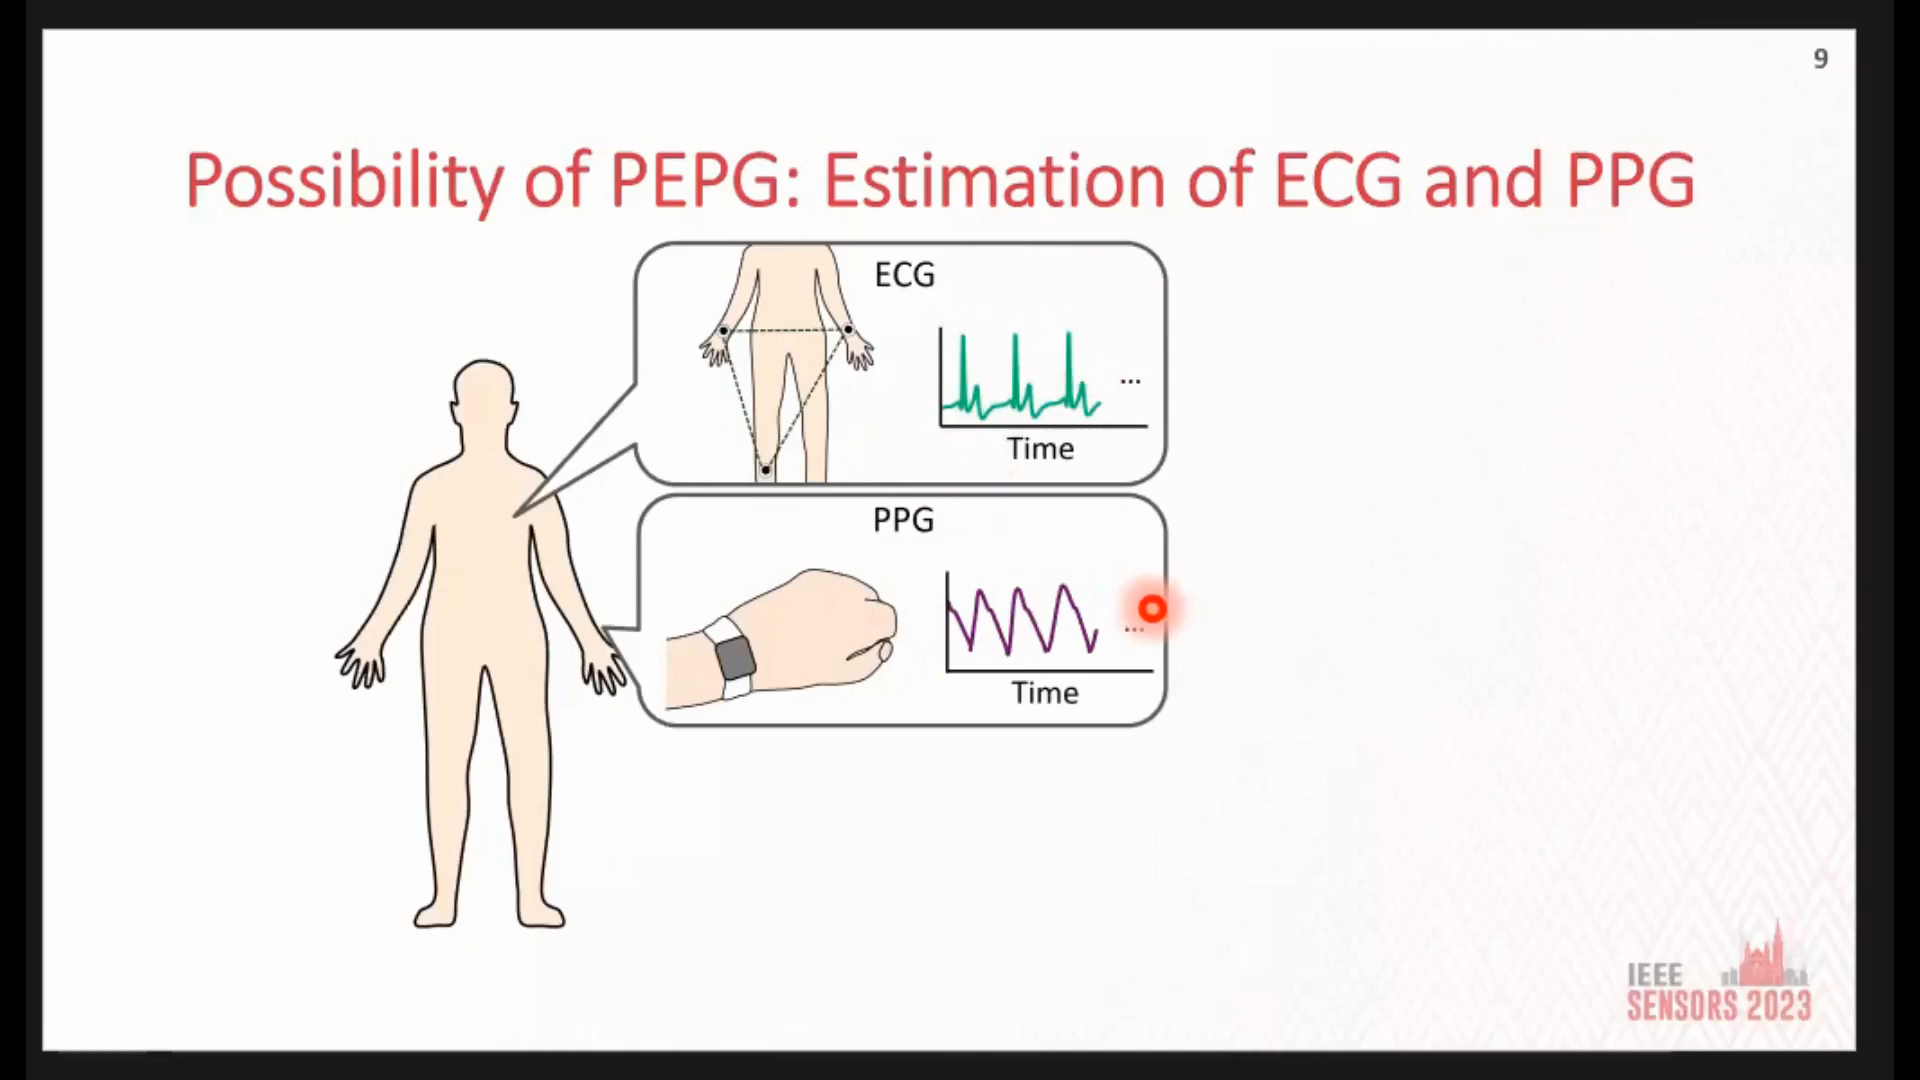 9
Possibility of PEPG: Estimation of ECG and PPG
ECG
...
Time
PPG
...
Time
IEEE
SENSORS 2023